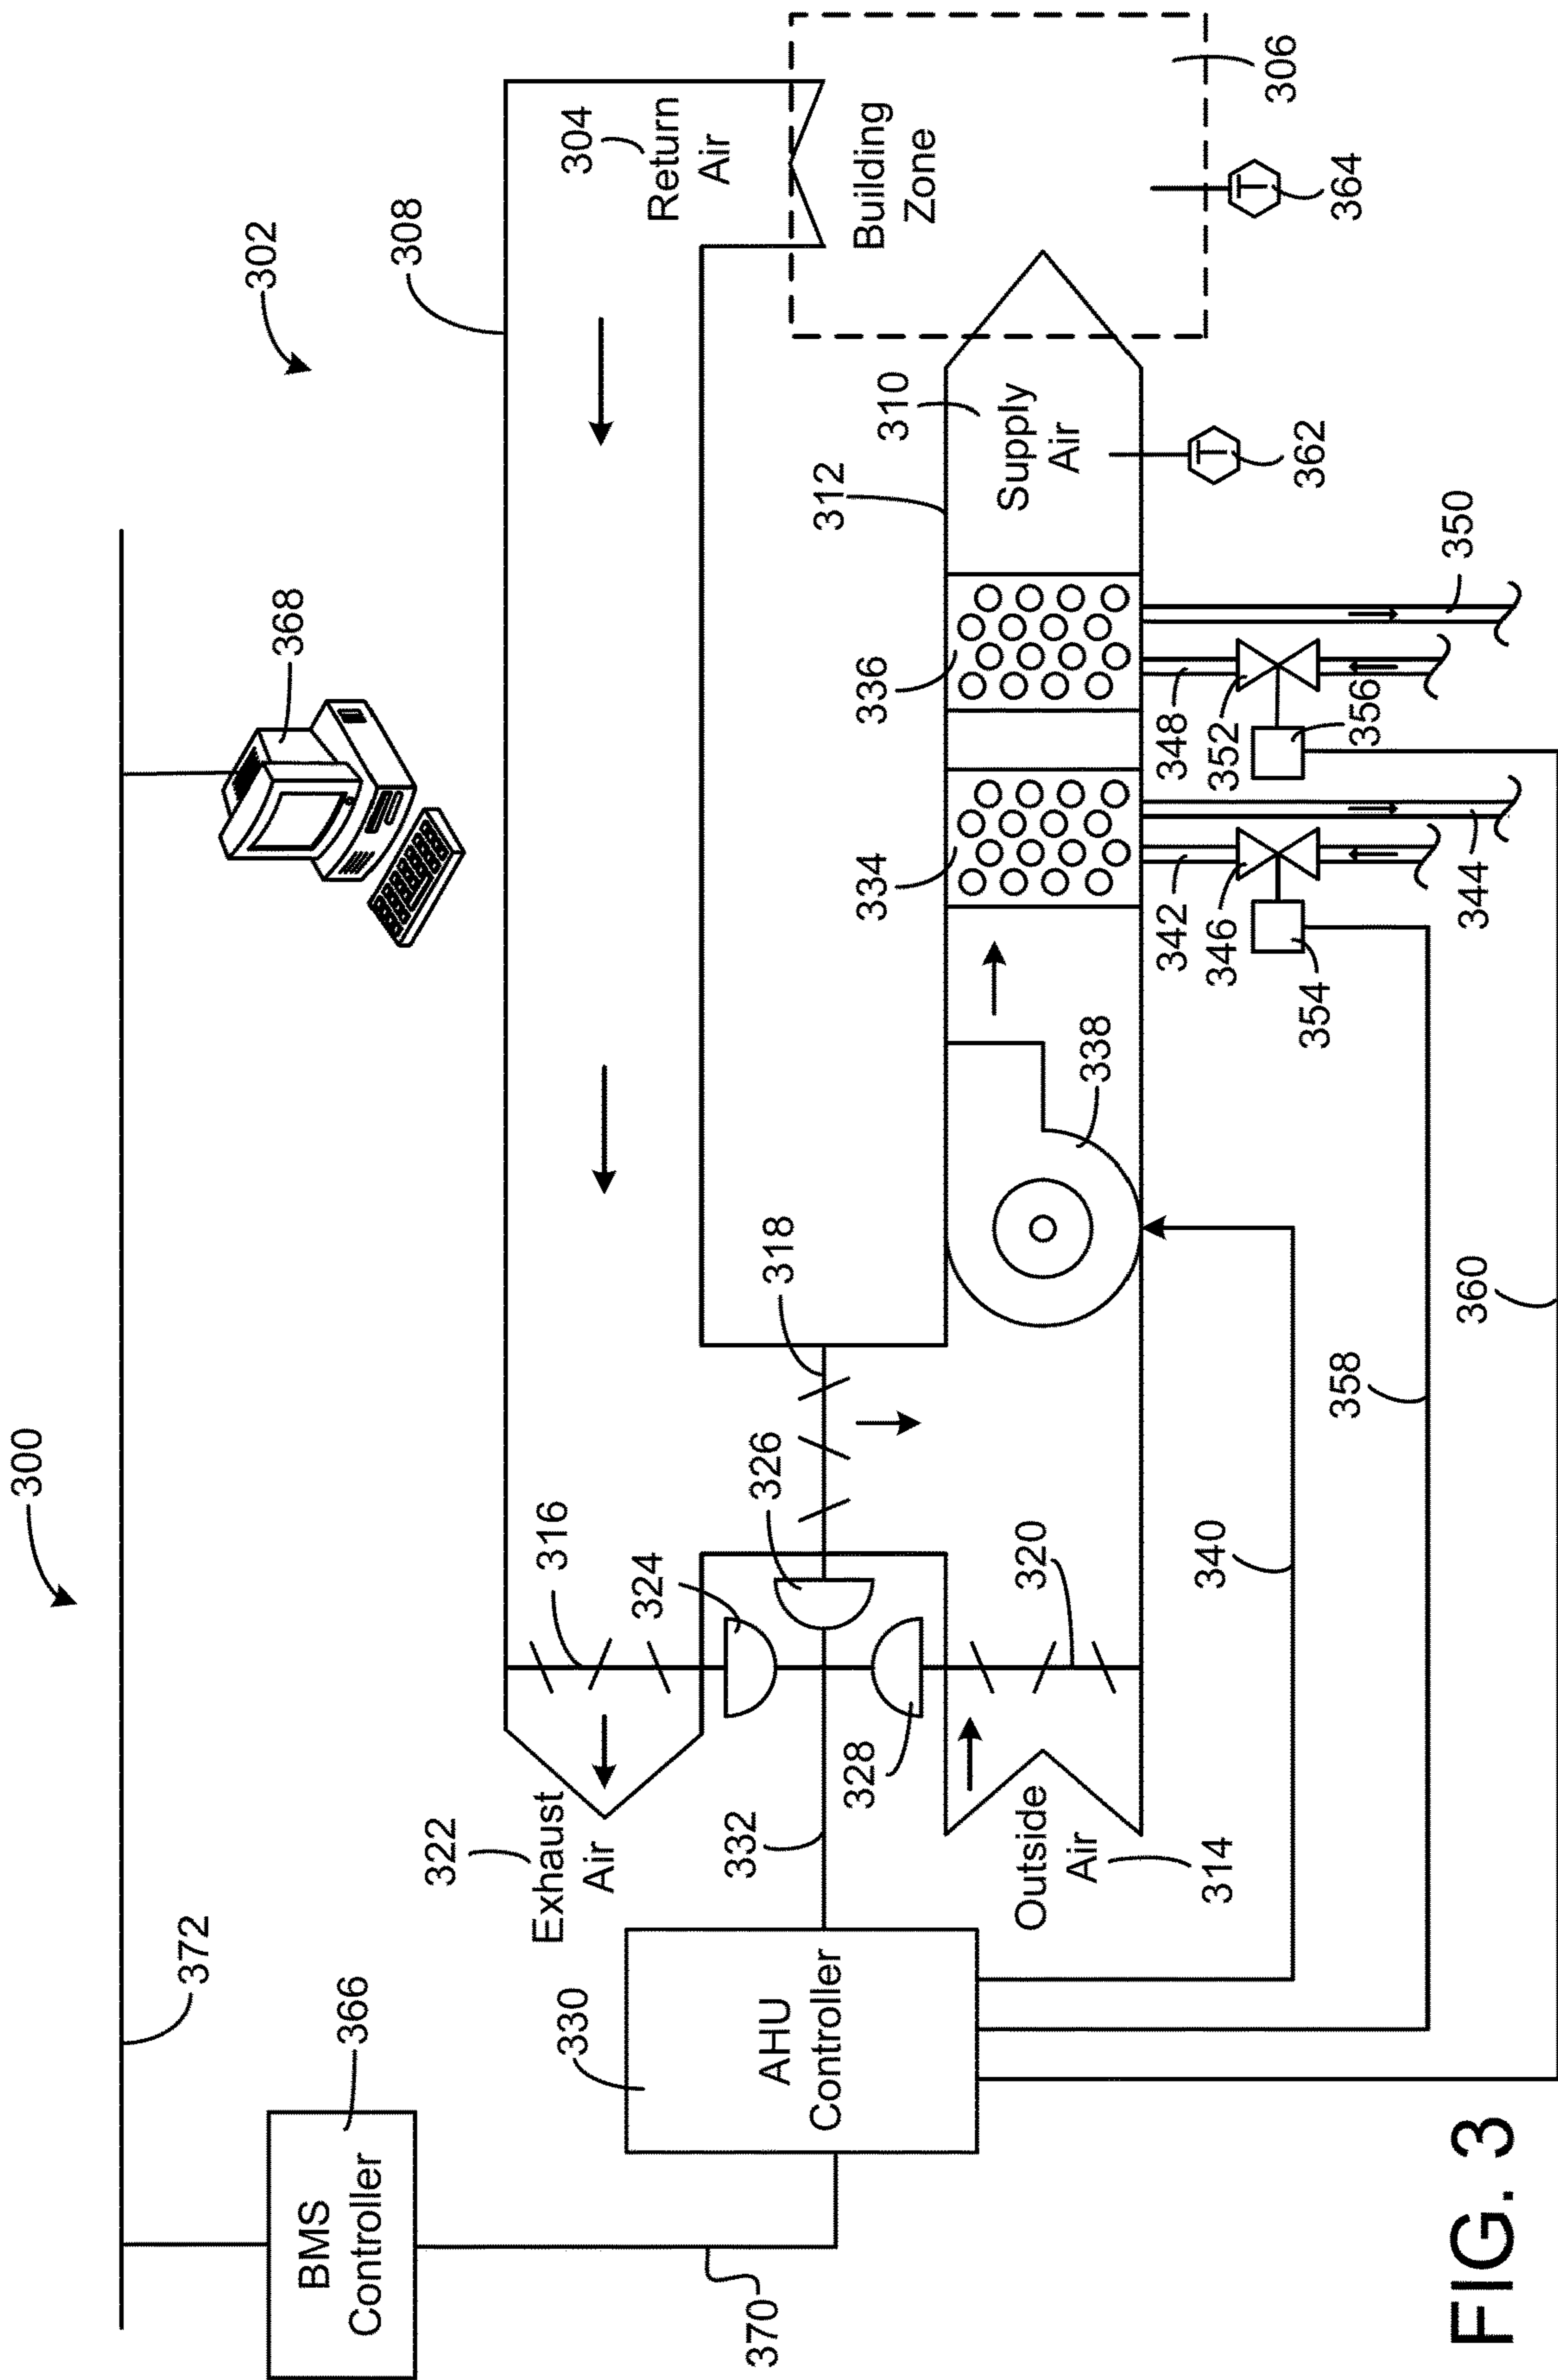 300
302
372
366
BMS
Controller
368
308
304
Return
Air
370
330
AHU
Controller
322
Exhaust
Air
316
324
326
318
332
328
Building
Zone
306
Outside
Air
314
320
338
334
336
312
310
Supply
Air
T
362
T
364
342
346
354
344
348
352
356
350
340
358
360
FIG. 3